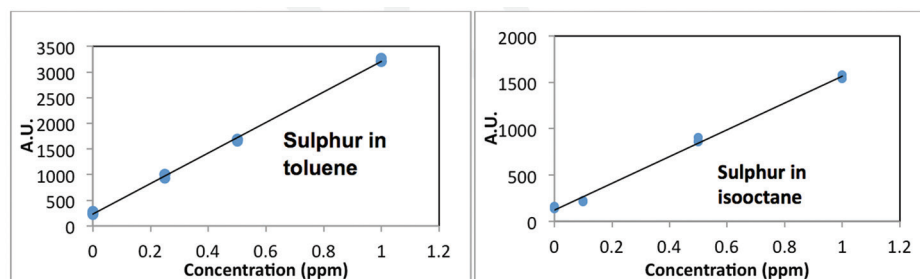 3500
3000
2500
2000
1500
1000
500
0
A.U.
Sulphur in
toluene
0 0.2 0.4 0.6 0.8 1 1.2
Concentration (ppm)
2000
1500
1000
500
0
A.U.
Sulphur in
isooctane
0 0.2 0.4 0.6 0.8 1 1.2
Concentration (ppm)